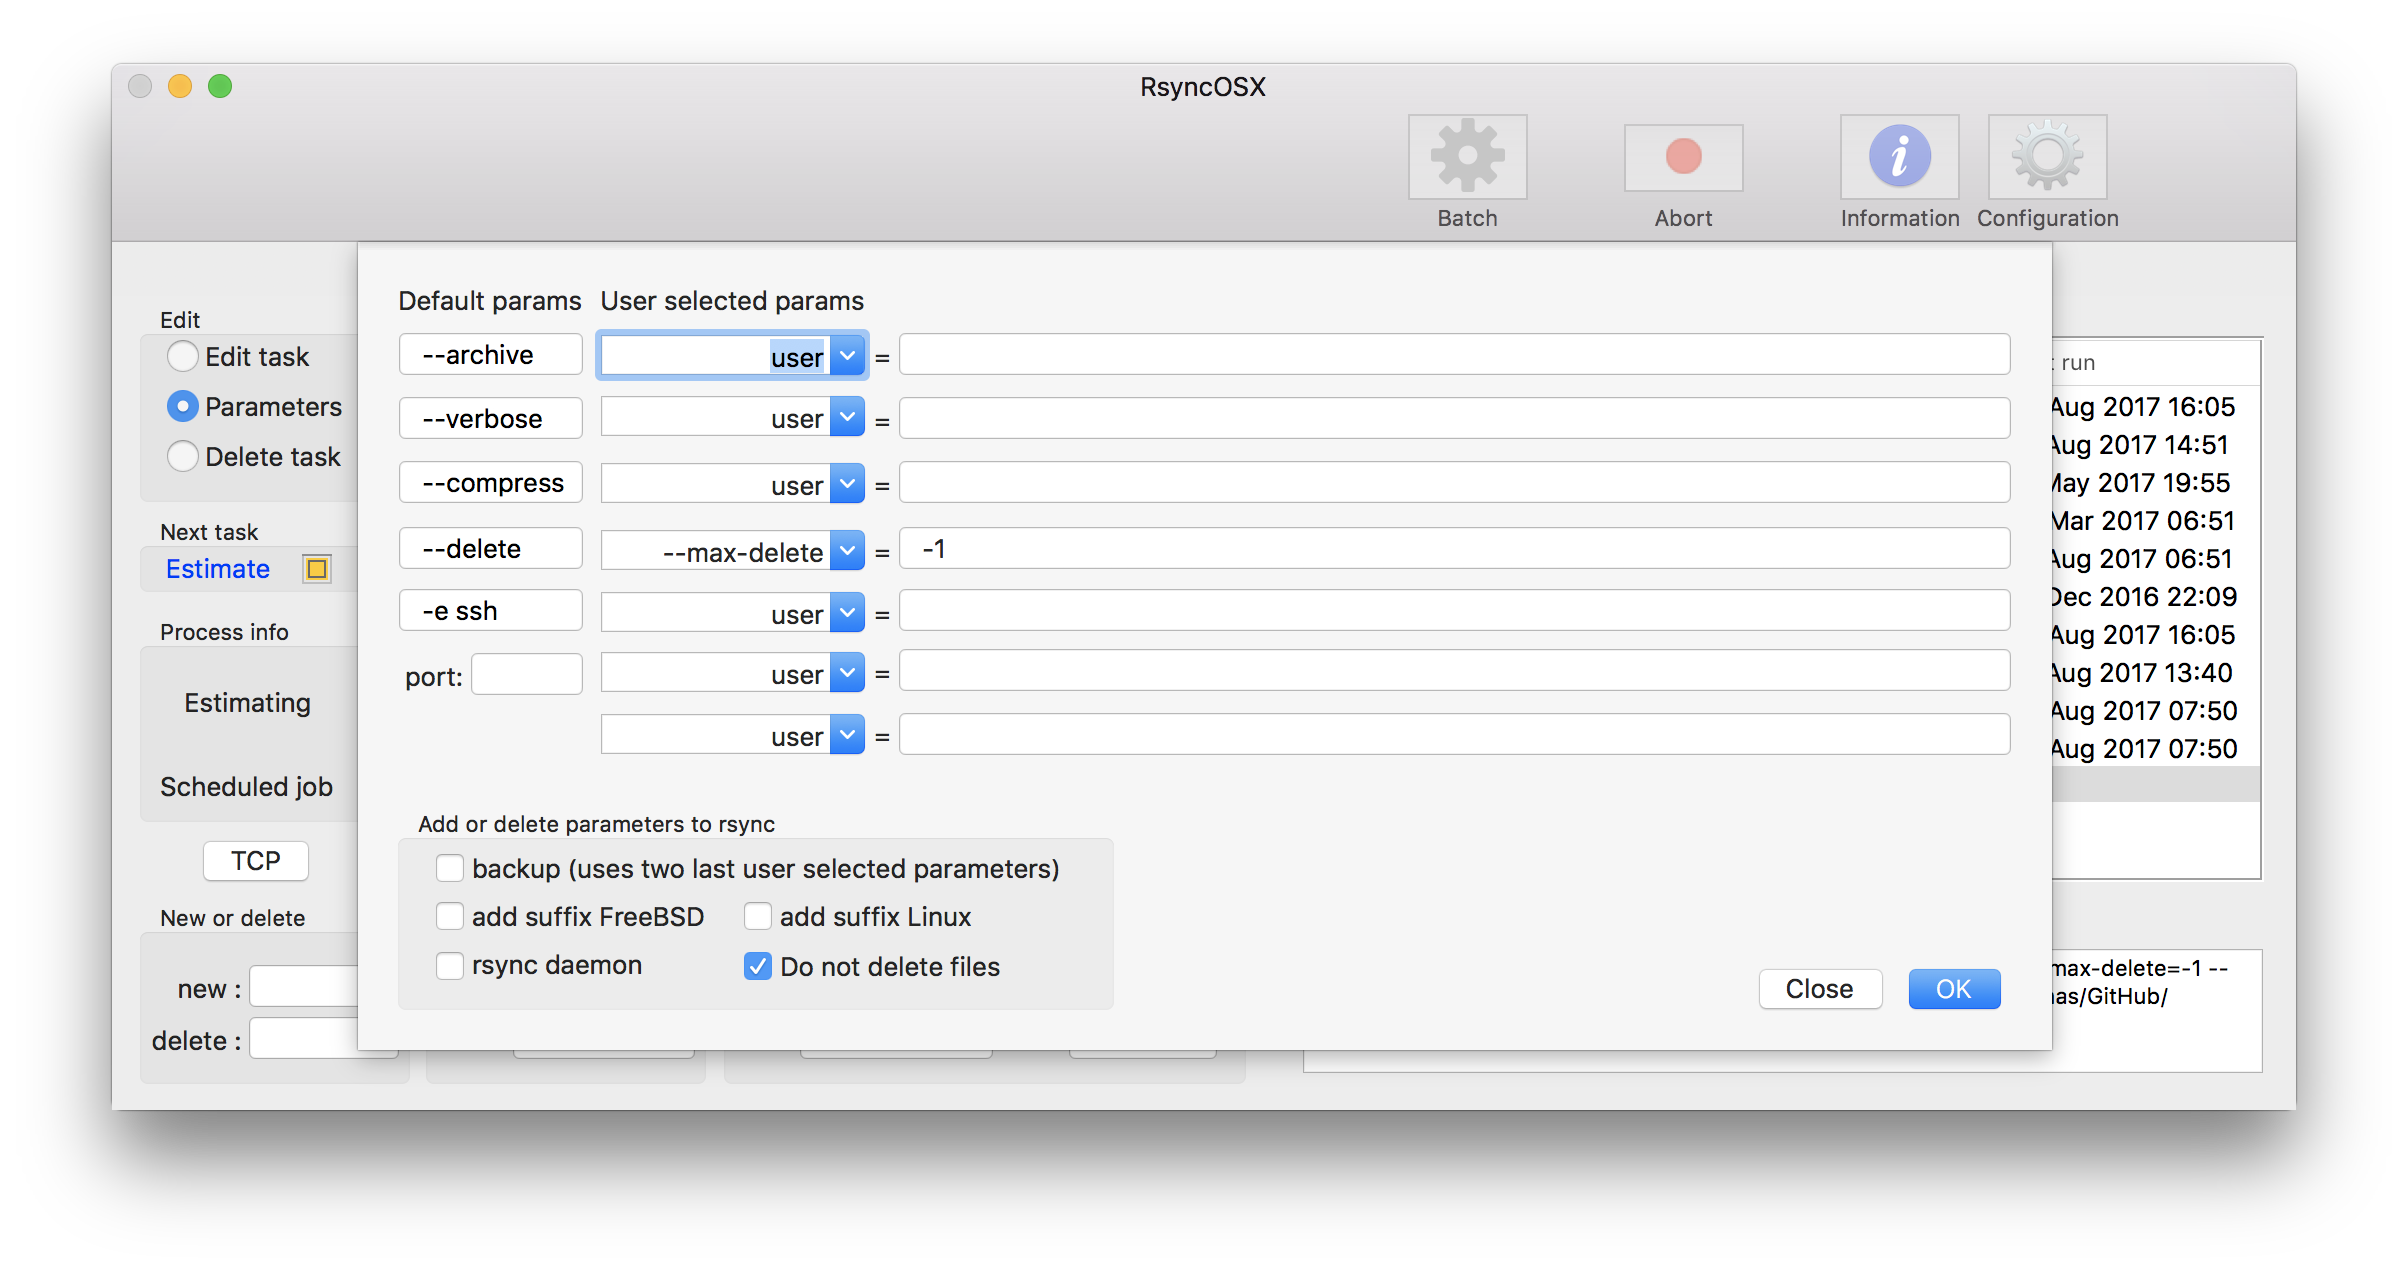 RsyncOSX
Batch
Abort
Information
Configuration
Default params
User selected params
Edit
Edit task
Parameters
Delete task
Next task
Estimate
Process info
Estimating
Scheduled job
TCP
New or delete
new :
delete :
--archive
user
=
--verbose
user
=
--compress
user
=
--delete
--max-delete
=
-1
-e ssh
user
=
port:
user
=
user
=
Add or delete parameters to rsync
backup (uses two last user selected parameters)
add suffix FreeBSD
add suffix Linux
rsync daemon
Do not delete files
Close
OK
run
Aug 2017 16:05
Aug 2017 14:51
May 2017 19:55
Mar 2017 06:51
Aug 2017 06:51
Dec 2016 22:09
Aug 2017 16:05
Aug 2017 13:40
Aug 2017 07:50
Aug 2017 07:50
max-delete=-1 --
as/GitHub/